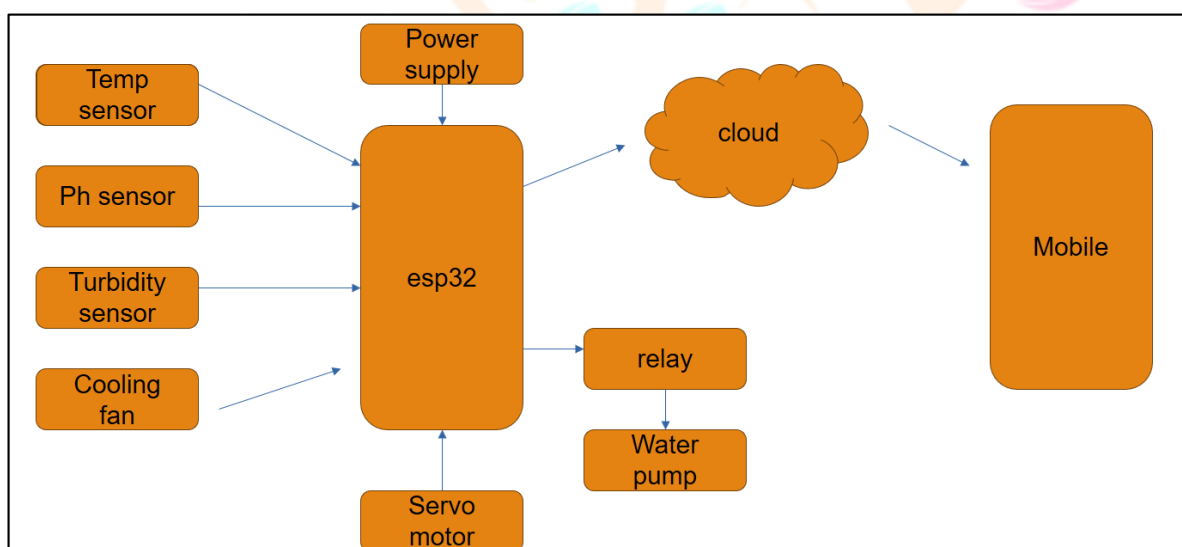 Power
supply
Temp
sensor
cloud
Ph sensor
Mobile
Turbidity
sensor
esp32
relay
Cooling
fan
Water
pump
Servo
motor